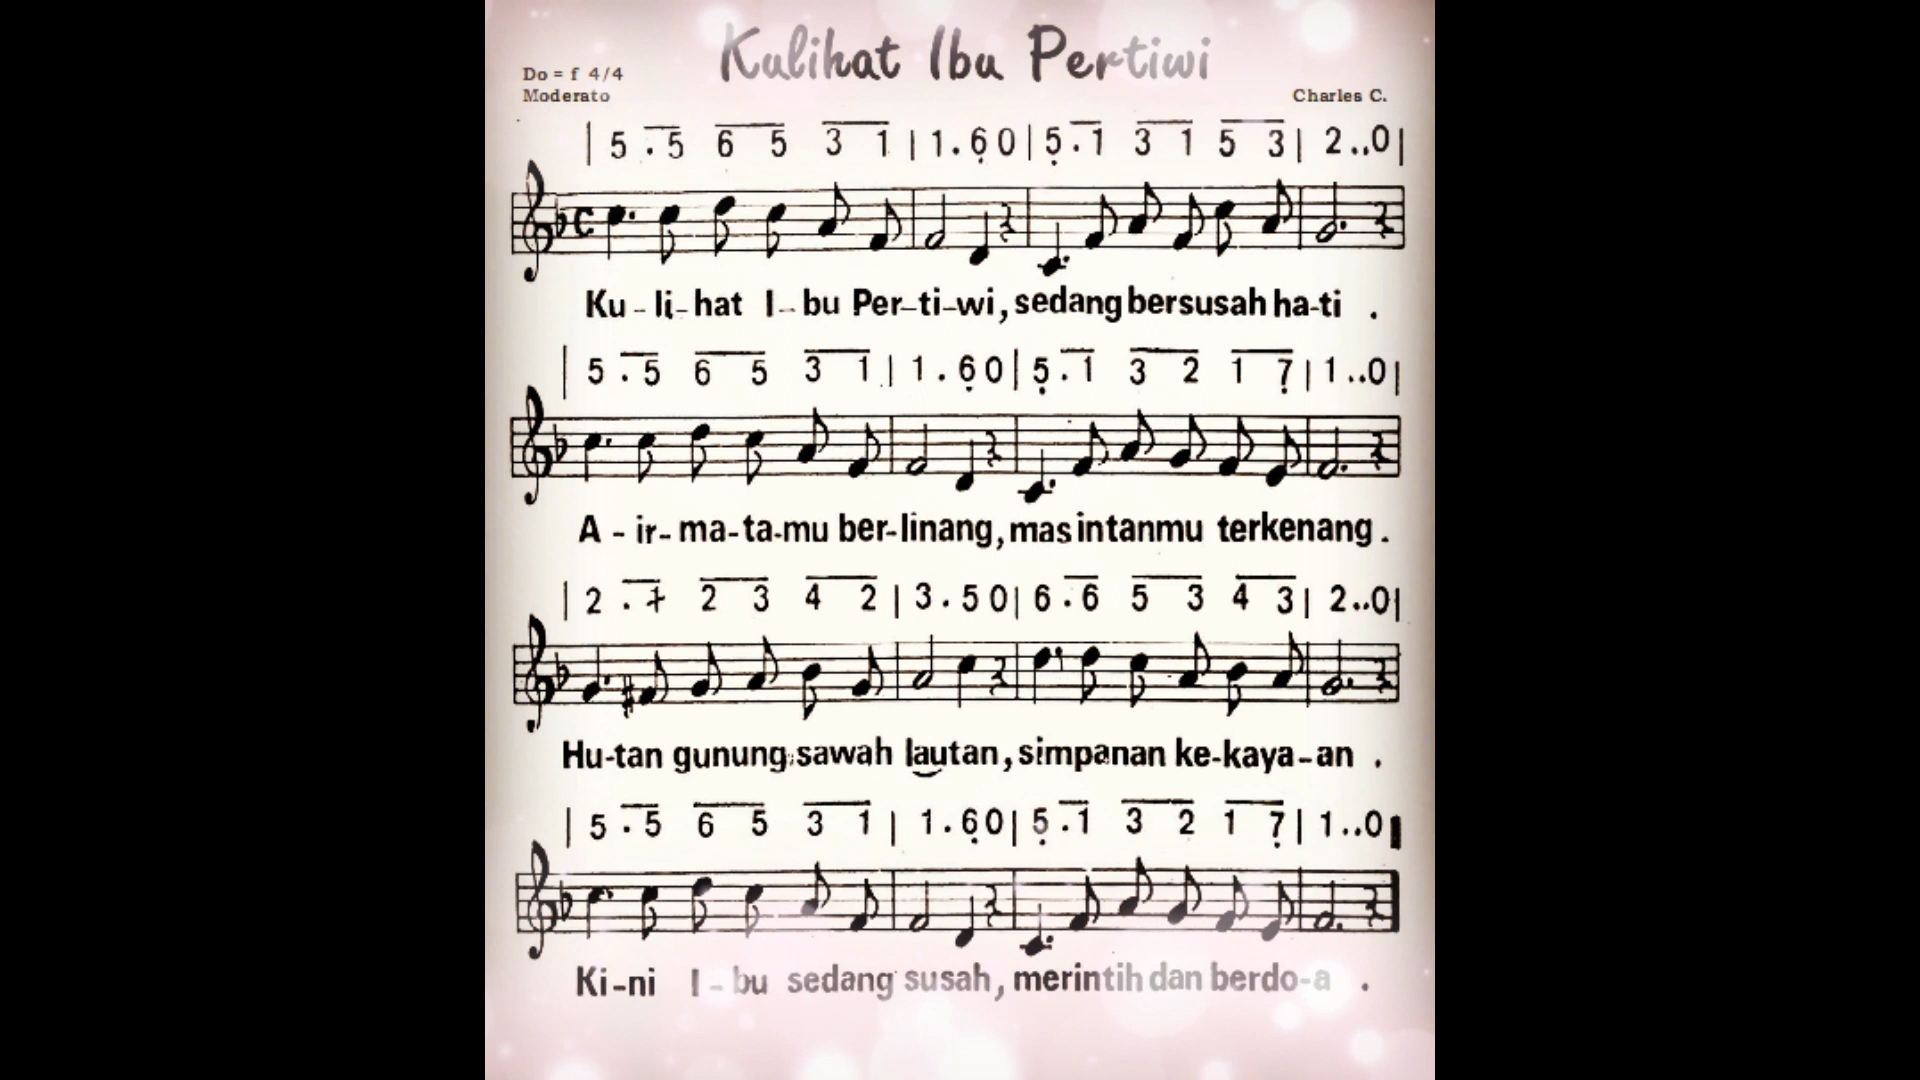 Kulihat Ibu Pertiwi
Do = f 4/4
Moderato
Charles C.
| 5 . 5 6 5 3 1 | 1 . 6̣ 0 | 5̣ . 1 3 1 5 3 | 2 . . 0 |
Ku - li - hat I - bu Per - ti - wi, sedang bersusah ha - ti .
| 5 . 5 6 5 3 1 | 1 . 6̣ 0 | 5̣ . 1 3 2 1 7̣ | 1 . . 0 |
A - ir - ma - ta - mu ber - linang, mas intanmu terkenang .
| 2 . 1̸ 2 3 4 2 | 3 . 5 0 | 6 . 6 5 3 4 3 | 2 . . 0 |
Hu - tan gunung sawah lautan, simpanan ke - kaya - an .
| 5 . 5 6 5 3 1 | 1 . 6̣ 0 | 5̣ . 1 3 2 1 7̣ | 1 . . 0 |
Ki - ni I - bu sedang susah, merintih dan berdo - a .